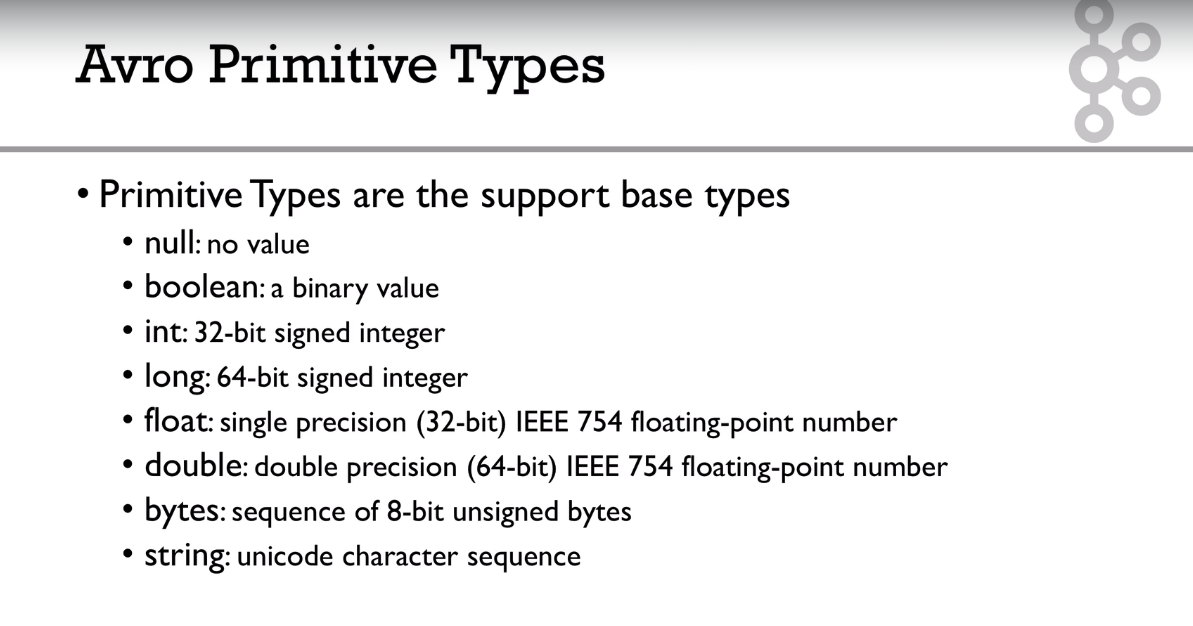 Avro Primitive Types
• Primitive Types are the support base types
• null: no value
• boolean: a binary value
• int: 32-bit signed integer
• long: 64-bit signed integer
• float: single precision (32-bit) IEEE 754 floating-point number
• double: double precision (64-bit) IEEE 754 floating-point number
• bytes: sequence of 8-bit unsigned bytes
• string: unicode character sequence